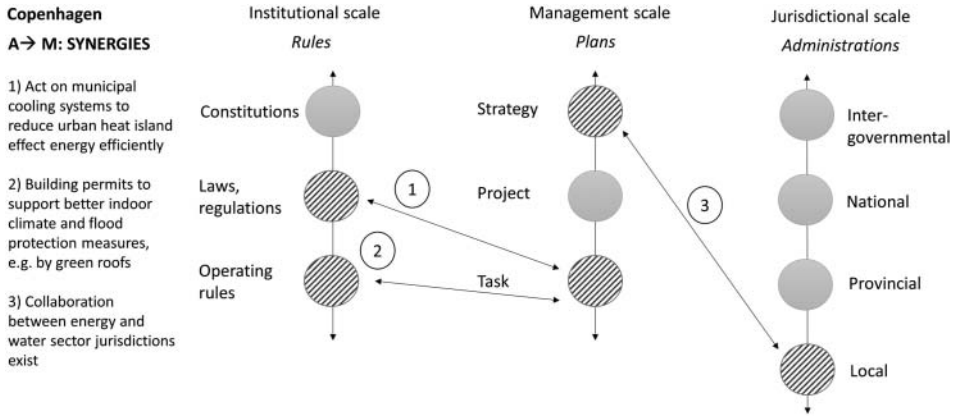 Copenhagen
A→ M: SYNERGIES
1) Act on municipal
cooling systems to
reduce urban heat island
effect energy efficiently
2) Building permits to
support better indoor
climate and flood
protection measures,
e.g. by green roofs
3) Collaboration
between energy and
water sector jurisdictions
exist
Institutional scale
Rules
Constitutions
Laws,
regulations
Operating
rules
1
2
Management scale
Plans
Strategy
Project
Task
3
Jurisdictional scale
Administrations
Inter-
governmental
National
Provincial
Local